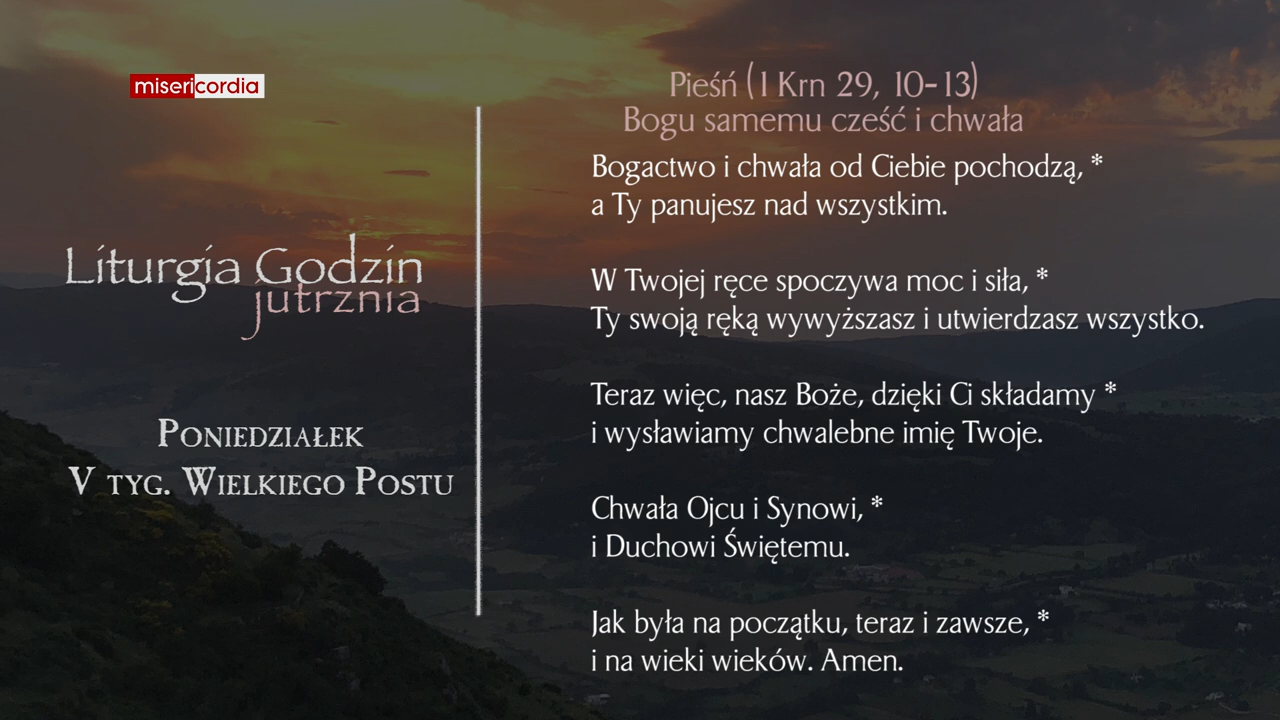 misericordia
Liturgia Godzin
jutrznia
Poniedziałek
V tyg. Wielkiego Postu
Pieśń (1 Krn 29, 10-13)
Bogu samemu cześć i chwała
Bogactwo i chwała od Ciebie pochodzą, *
a Ty panujesz nad wszystkim.
W Twojej ręce spoczywa moc i siła, *
Ty swoją ręką wywyższasz i utwierdzasz wszystko.
Teraz więc, nasz Boże, dzięki Ci składamy *
i wysławiamy chwalebne imię Twoje.
Chwała Ojcu i Synowi, *
i Duchowi Świętemu.
Jak była na początku, teraz i zawsze, *
i na wieki wieków. Amen.